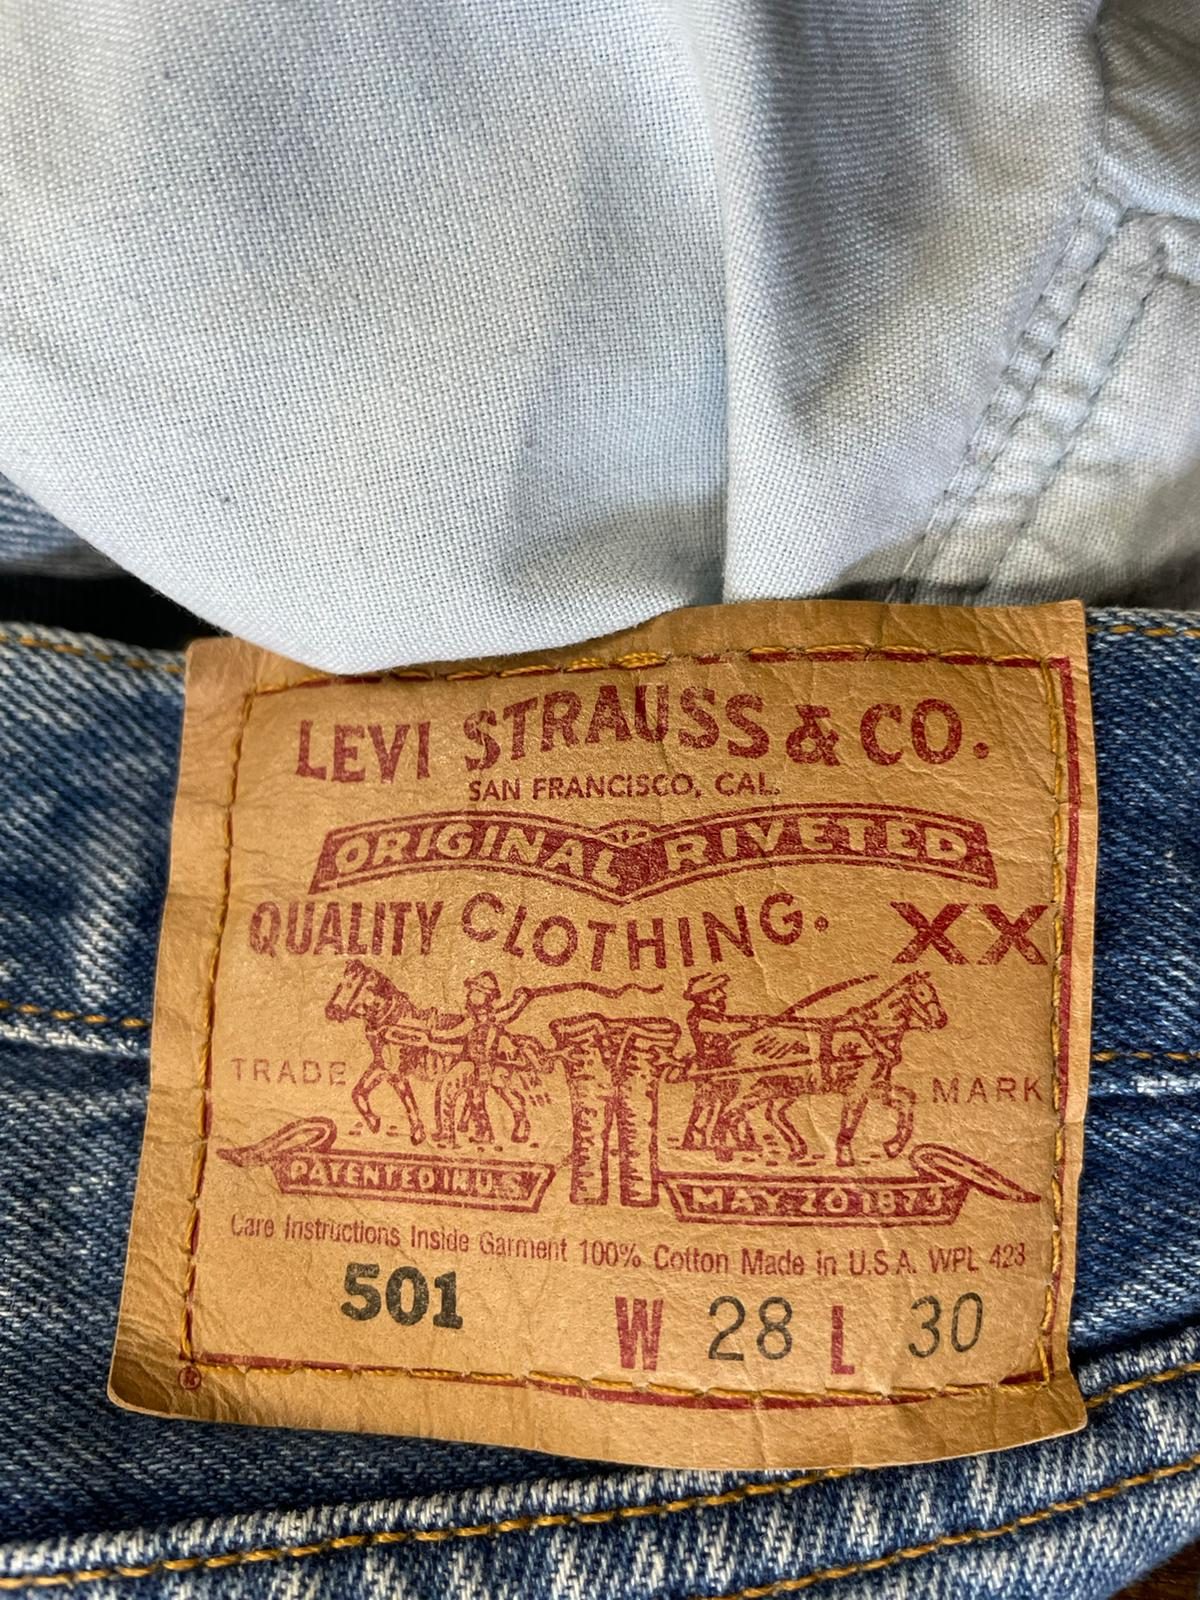 LEVI STRAUSS & CO.
SAN FRANCISCO, CAL.
ORIGINAL RIVETED
QUALITY CLOTHING. XX
TRADE MARK
PATENTED IN U.S. MAY 20 1873
Care Instructions Inside Garment 100% Cotton Made in U.S.A. WPL 423
501 W 28 L 30
®